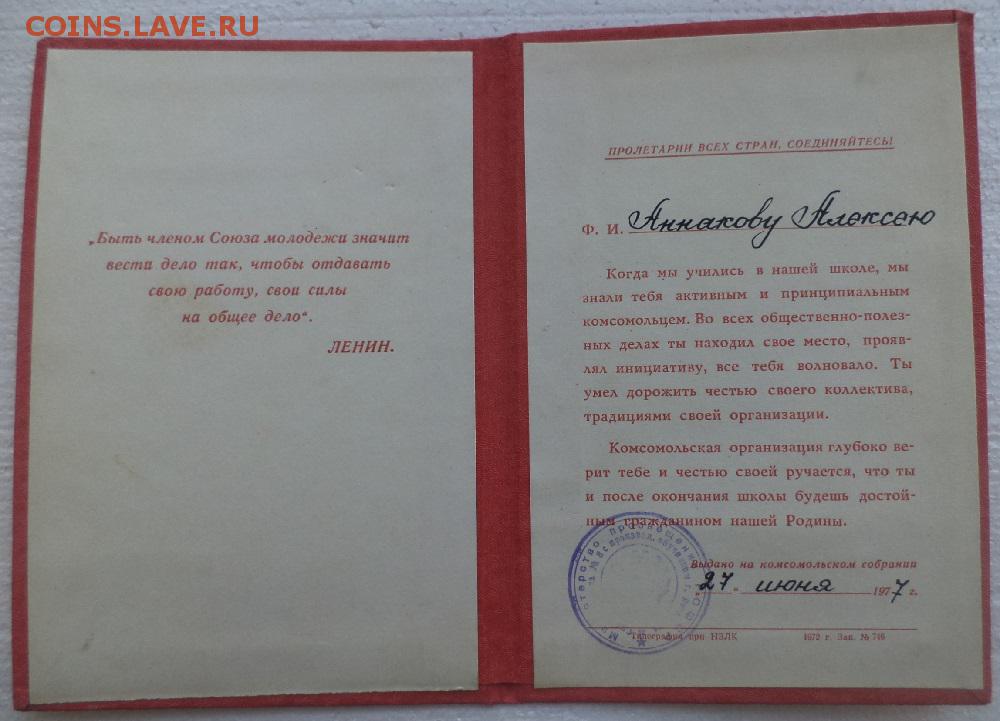 COINS.LAVE.RU
„Быть членом Союза молодежи значит
вести дело так, чтобы отдавать
свою работу, свои силы
на общее дело“.
ЛЕНИН.
ПРОЛЕТАРИИ ВСЕХ СТРАН, СОЕДИНЯЙТЕСЬ!
Ф. И. Аннакову Алексею
Когда мы учились в нашей школе, мы
знали тебя активным и принципиальным
комсомольцем. Во всех общественно-полез-
ных делах ты находил свое место, прояв-
лял инициативу, все тебя волновало. Ты
умел дорожить честью своего коллектива,
традициями своей организации.
Комсомольская организация глубоко ве-
рит тебе и честью своей ручается, что ты
и после окончания школы будешь достой-
ным гражданином нашей Родины.
Выдано на комсомольском собрании
„27„ июня 1977 г.
Типография при НЗЛК 1972 г. Зак. № 746
просвещения